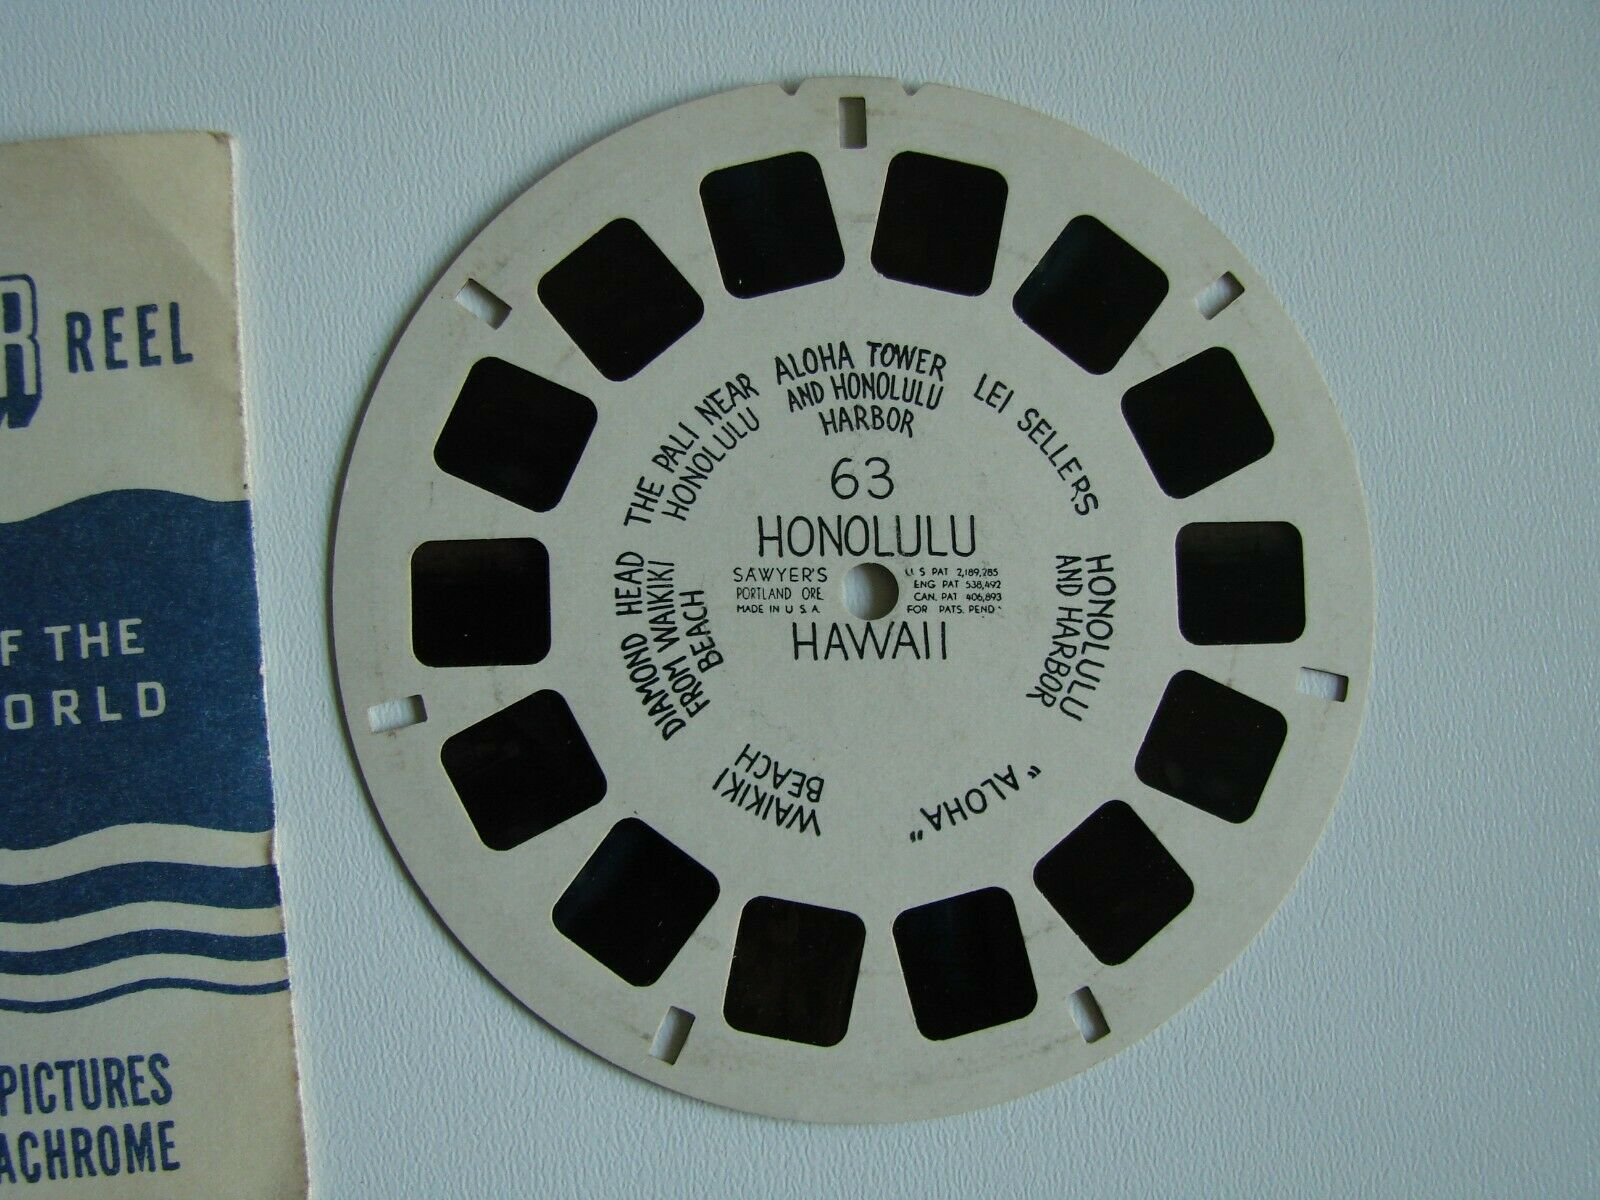 REEL
F THE
ORLD
PICTURES
ACHROME
ALOHA TOWER
AND HONOLULU
HARBOR
LEI SELLERS
HONOLULU
AND HARBOR
"ALOHA"
WAIKIKI
BEACH
DIAMOND HEAD
FROM WAIKIKI
BEACH
THE PALI NEAR
HONOLULU
63
HONOLULU
SAWYER'S
PORTLAND ORE.
MADE IN U.S.A.
U S PAT 2,189,285
ENG PAT 538,492
CAN. PAT 406,893
FOR PATS. PEND
HAWAII